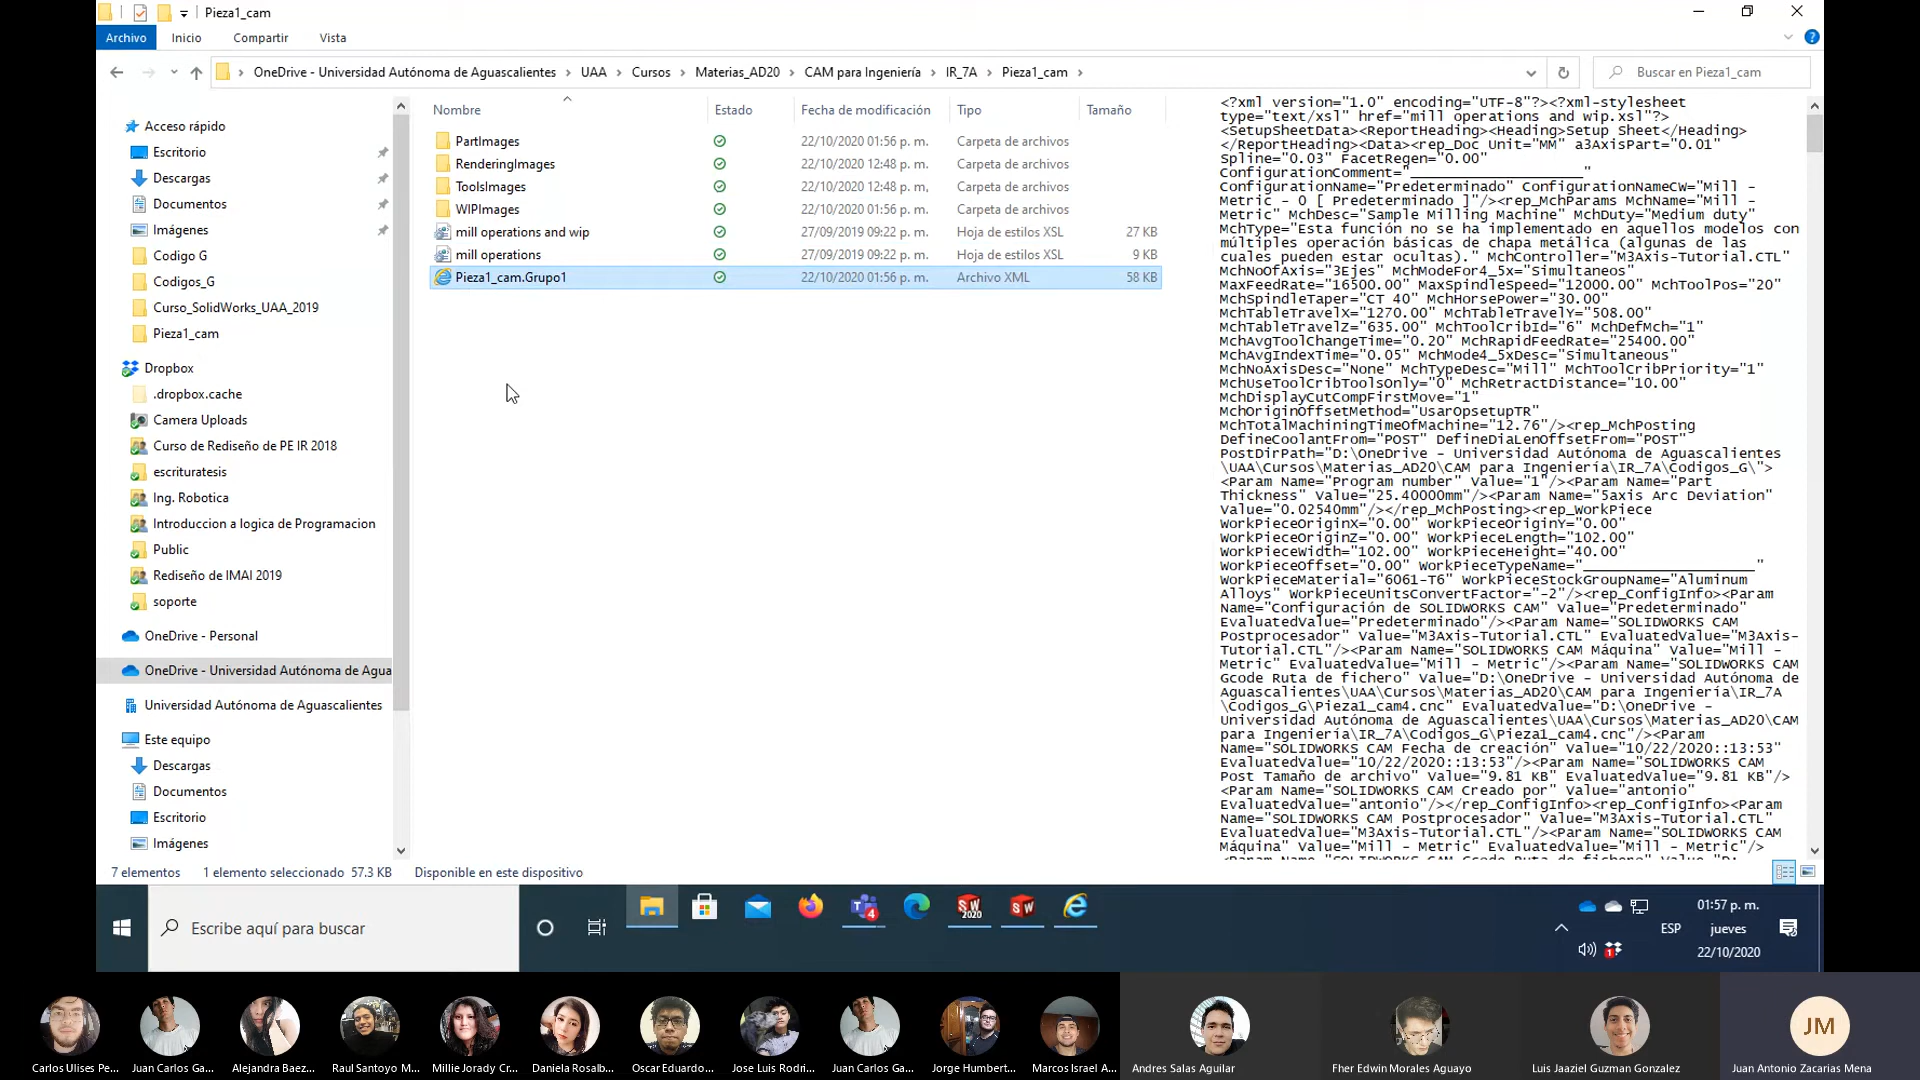 Pieza1_cam
Archivo
Inicio
Compartir
Vista
OneDrive - Universidad Autónoma de Aguascalientes › UAA › Cursos › Materias_AD20 › CAM para Ingeniería › IR_7A › Pieza1_cam ›
Buscar en Pieza1_cam
Acceso rápido
Escritorio
Descargas
Documentos
Imágenes
Codigo G
Codigos_G
Curso_SolidWorks_UAA_2019
Pieza1_cam
Dropbox
.dropbox.cache
Camera Uploads
Curso de Rediseño de PE IR 2018
escrituratesis
Ing. Robotica
Introduccion a logica de Programacion
Public
Rediseño de IMAI 2019
soporte
OneDrive - Personal
OneDrive - Universidad Autónoma de Agua
Universidad Autónoma de Aguascalientes
Este equipo
Descargas
Documentos
Escritorio
Imágenes
Nombre Estado Fecha de modificación Tipo Tamaño
PartImages 22/10/2020 01:56 p. m. Carpeta de archivos
RenderingImages 22/10/2020 12:48 p. m. Carpeta de archivos
ToolsImages 22/10/2020 12:48 p. m. Carpeta de archivos
WIPImages 22/10/2020 01:56 p. m. Carpeta de archivos
mill operations and wip 27/09/2019 09:22 p. m. Hoja de estilos XSL 27 KB
mill operations 27/09/2019 09:22 p. m. Hoja de estilos XSL 9 KB
Pieza1_cam.Grupo1 22/10/2020 01:56 p. m. Archivo XML 58 KB
<?xml version="1.0" encoding="UTF-8"?><?xml-stylesheet
type="text/xsl" href="mill operations and wip.xsl"?>
<SetupSheetData><ReportHeading><Heading>Setup Sheet</Heading>
</ReportHeading><Data><rep_Doc Unit="MM" a3AxisPart="0.01"
Spline="0.03" FacetRegen="0.00"
ConfigurationComment="_____________________"
ConfigurationName="Predeterminado" ConfigurationNameCW="Mill -
Metric - 0 [ Predeterminado ]"/><rep_MchParams MchName="Mill -
Metric" MchDesc="Sample Milling Machine" MchDuty="Medium duty"
MchType="Esta función no se ha implementado en aquellos modelos con
múltiples operación básicas de chapa metálica (algunas de las
cuales pueden estar ocultas)." MchController="M3Axis-Tutorial.CTL"
MchNoOfAxis="3Ejes" MchModeFor4_5x="Simultaneos"
MaxFeedRate="16500.00" MaxSpindleSpeed="12000.00" MchToolPos="20"
MchSpindleTaper="CT 40" MchHorsePower="30.00"
MchTableTravelX="1270.00" MchTableTravelY="508.00"
MchTableTravelZ="635.00" MchToolCribId="6" MchDefMch="1"
MchAvgToolChangeTime="0.20" MchRapidFeedRate="25400.00"
MchAvgIndexTime="0.05" MchMode4_5xDesc="Simultaneous"
MchNoAxisDesc="None" MchTypeDesc="Mill" MchToolCribPriority="1"
MchUseToolCribToolsOnly="0" MchRetractDistance="10.00"
MchDisplayCutCompFirstMove="1"
MchOriginOffsetMethod="UsarOpsetupTR"
MchTotalMachiningTimeOfMachine="12.76"/><rep_MchPosting
DefineCoolantFrom="POST" DefineDiaLenOffsetFrom="POST"
PostDirPath="D:\OneDrive - Universidad Autónoma de Aguascalientes
\UAA\Cursos\Materias_AD20\CAM para Ingeniería\IR_7A\Codigos_G\">
<Param Name="Program number" Value="1"/><Param Name="Part
Thickness" Value="25.40000mm"/><Param Name="5axis Arc Deviation"
Value="0.02540mm"/></rep_MchPosting><rep_WorkPiece
WorkPieceOriginX="0.00" WorkPieceOriginY="0.00"
WorkPieceOriginZ="0.00" WorkPieceLength="102.00"
WorkPieceWidth="102.00" WorkPieceHeight="40.00"
WorkPieceOffset="0.00" WorkPieceTypeName="_____________________"
WorkPieceMaterial="6061-T6" WorkPieceStockGroupName="Aluminum
Alloys" WorkPieceUnitsConvertFactor="-2"/><rep_ConfigInfo><Param
Name="Configuración de SOLIDWORKS CAM" Value="Predeterminado"
EvaluatedValue="Predeterminado"/><Param Name="SOLIDWORKS CAM
Postprocesador" Value="M3Axis-Tutorial.CTL" EvaluatedValue="M3Axis-
Tutorial.CTL"/><Param Name="SOLIDWORKS CAM Máquina" Value="Mill -
Metric" EvaluatedValue="Mill - Metric"/><Param Name="SOLIDWORKS CAM
Gcode Ruta de fichero" Value="D:\OneDrive - Universidad Autónoma de
Aguascalientes\UAA\Cursos\Materias_AD20\CAM para Ingeniería\IR_7A
\Codigos_G\Pieza1_cam4.cnc" EvaluatedValue="D:\OneDrive -
Universidad Autónoma de Aguascalientes\UAA\Cursos\Materias_AD20\CAM
para Ingeniería\IR_7A\Codigos_G\Pieza1_cam4.cnc"/><Param
Name="SOLIDWORKS CAM Fecha de creación" Value="10/22/2020::13:53"
EvaluatedValue="10/22/2020::13:53"/><Param Name="SOLIDWORKS CAM
Post Tamaño de archivo" Value="9.81 KB" EvaluatedValue="9.81 KB"/>
<Param Name="SOLIDWORKS CAM Creado por" Value="antonio"
EvaluatedValue="antonio"/></rep_ConfigInfo><rep_ConfigInfo><Param
Name="SOLIDWORKS CAM Postprocesador" Value="M3Axis-Tutorial.CTL"
EvaluatedValue="M3Axis-Tutorial.CTL"/><Param Name="SOLIDWORKS CAM
Máquina" Value="Mill - Metric" EvaluatedValue="Mill - Metric"/>
<Param Name="SOLIDWORKS CAM Gcode Ruta de fichero" Value="D:
7 elementos 1 elemento seleccionado 57.3 KB Disponible en este dispositivo
Escribe aquí para buscar
4
SW 2020
SW
1
ESP
01:57 p. m.
jueves
22/10/2020
JM
Carlos Ulises Pe...
Juan Carlos Ga...
Alejandra Baez...
Raul Santoyo M...
Millie Jorady Cr...
Daniela Rosalb...
Oscar Eduardo...
Jose Luis Rodri...
Juan Carlos Ga...
Jorge Humbert...
Marcos Israel A...
Andres Salas Aguilar
Fher Edwin Morales Aguayo
Luis Jaaziel Guzman Gonzalez
Juan Antonio Zacarias Mena